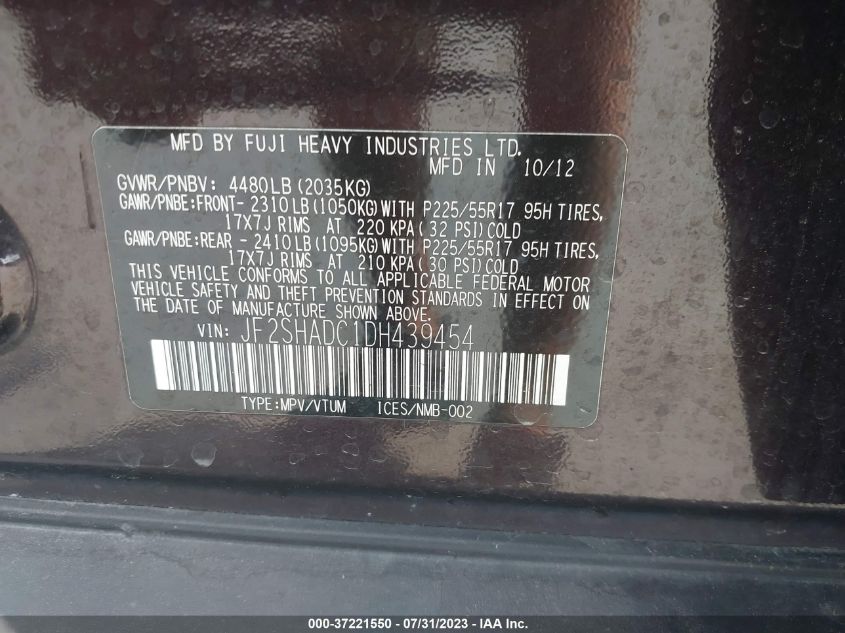 MFD BY FUJI HEAVY INDUSTRIES LTD.
MFD IN 10/12
GVWR/PNBV: 4480LB (2035KG)
GAWR/PNBE:FRONT- 2310LB(1050KG)WITH P225/55R17 95H TIRES,
17X7J RIMS AT 220 KPA( 32 PSI)COLD
GAWR/PNBE:REAR - 2410LB(1095KG)WITH P225/55R17 95H TIRES,
17X7J RIMS AT 210 KPA(30 PSI)COLD
THIS VEHICLE CONFORMS TO ALL APPLICABLE FEDERAL MOTOR
VEHICLE SAFETY AND THEFT PREVENTION STANDARDS IN EFFECT ON
THE DATE OF MANUFACTURE SHOWN ABOVE.
VIN: JF2SHADC1DH439454
TYPE:MPV/VTUM ICES/NMB-002
000-37221550 - 07/31/2023 - IAA Inc.